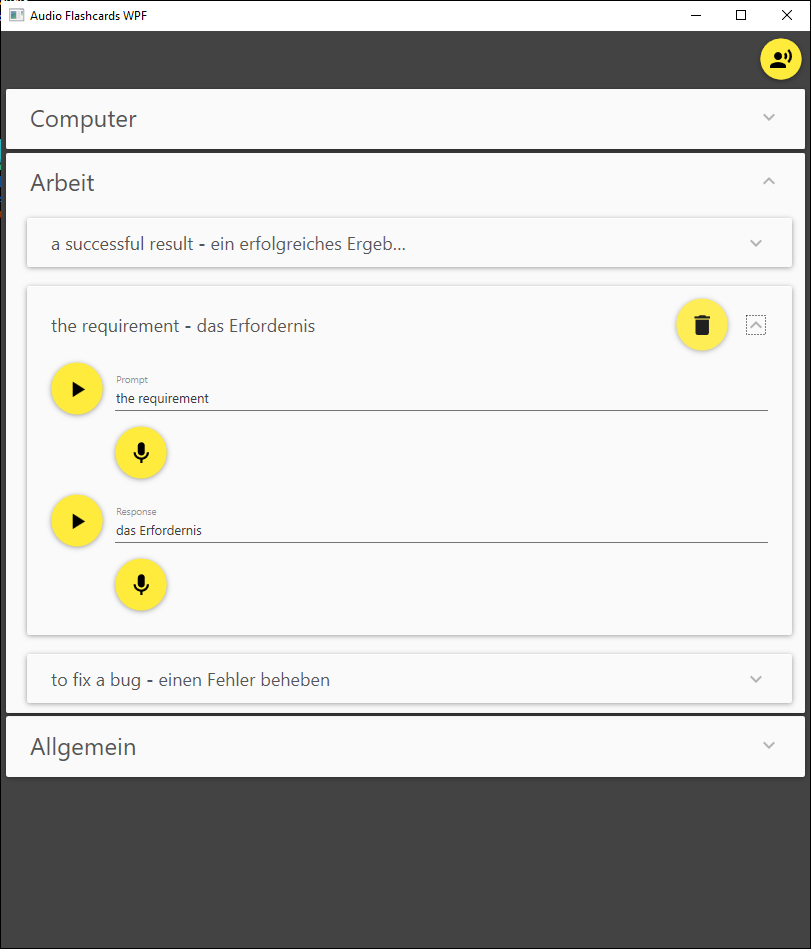 Audio Flashcards WPF
Computer
Arbeit
a successful result - ein erfolgreiches Ergeb...
the requirement - das Erfordernis
Prompt
the requirement
Response
das Erfordernis
to fix a bug - einen Fehler beheben
Allgemein